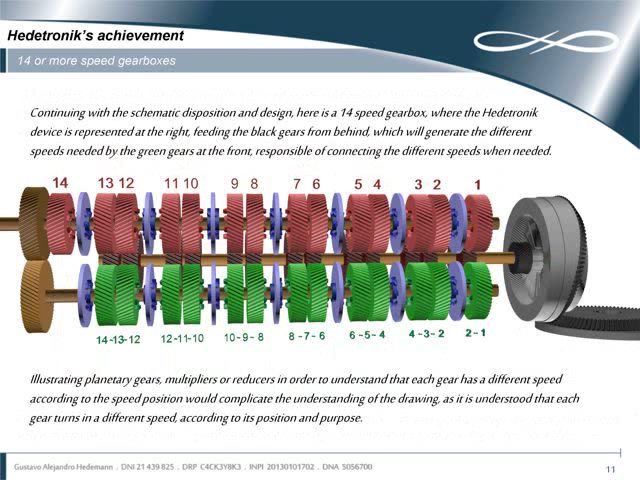 Hedetronik's achievement
14 or more speed gearboxes
Continuing with the schematic disposition and design, here is a 14 speed gearbox, where the Hedetronik
device is represented at the right, feeding the black gears from behind, which will generate the different
speeds needed by the green gears at the front, responsible of connecting the different speeds when needed.
14 13 12 11 10 9 8 7 6 5 4 3 2 1
14-13-12 12-11-10 10-9-8 8-7-6 6-5-4 4-3-2 2-1
Illustrating planetary gears, multipliers or reducers in order to understand that each gear has a different speed
according to the speed position would complicate the understanding of the drawing, as it is understood that each
gear turns in a different speed, according to its position and purpose.
Gustavo Alejandro Hedemann . DNI 21 439 825 . DRP C4CK3Y8K3 . INPI 20130101702 . DNA 5056700
11